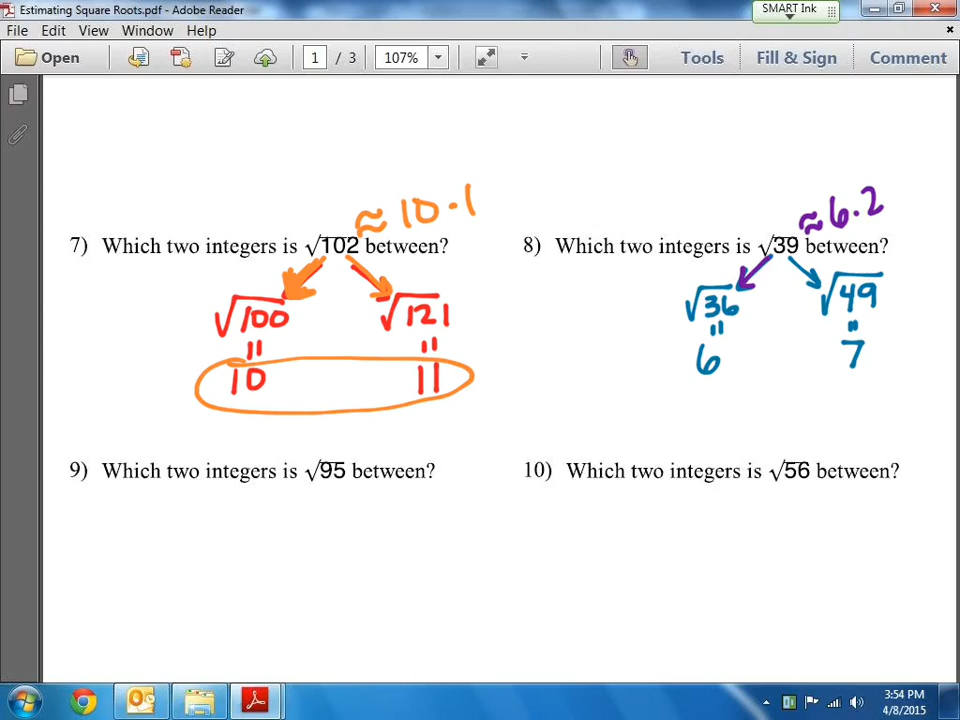 Estimating Square Roots.pdf - Adobe Reader
SMART Ink
File Edit View Window Help
Open 1 / 3 107% Tools Fill & Sign Comment
≈ 10.1
7) Which two integers is √102 between?
√100 √121
= =
10 11
≈ 6.2
8) Which two integers is √39 between?
√36 √49
= =
6 7
9) Which two integers is √95 between?
10) Which two integers is √56 between?
3:54 PM
4/8/2015